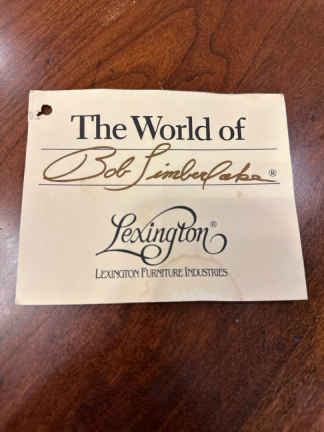 The World of
Bob Timberlake ®
Lexington®
LEXINGTON FURNITURE INDUSTRIES